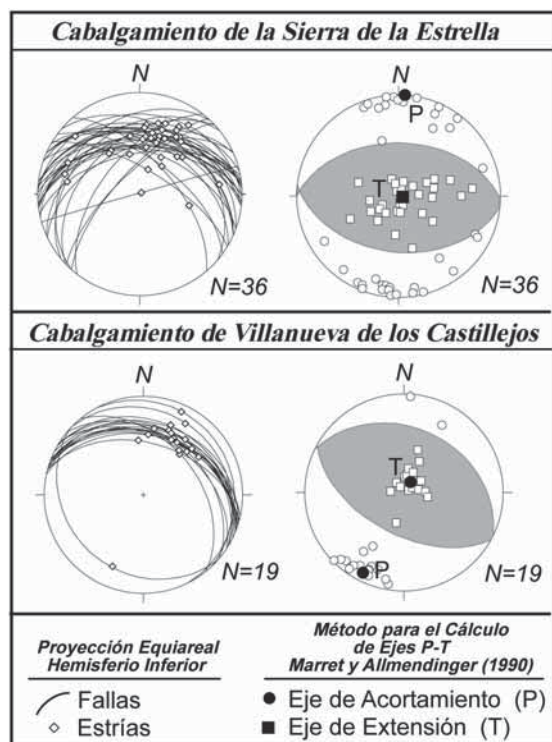 Cabalgamiento de la Sierra de la Estrella
N
N
P
T
N=36
N=36
Cabalgamiento de Villanueva de los Castillejos
N
N
T
P
N=19
N=19
Proyección Equiareal
Hemisferio Inferior
Fallas
Estrías
Método para el Cálculo
de Ejes P-T
Marret y Allmendinger (1990)
Eje de Acortamiento (P)
Eje de Extensión (T)